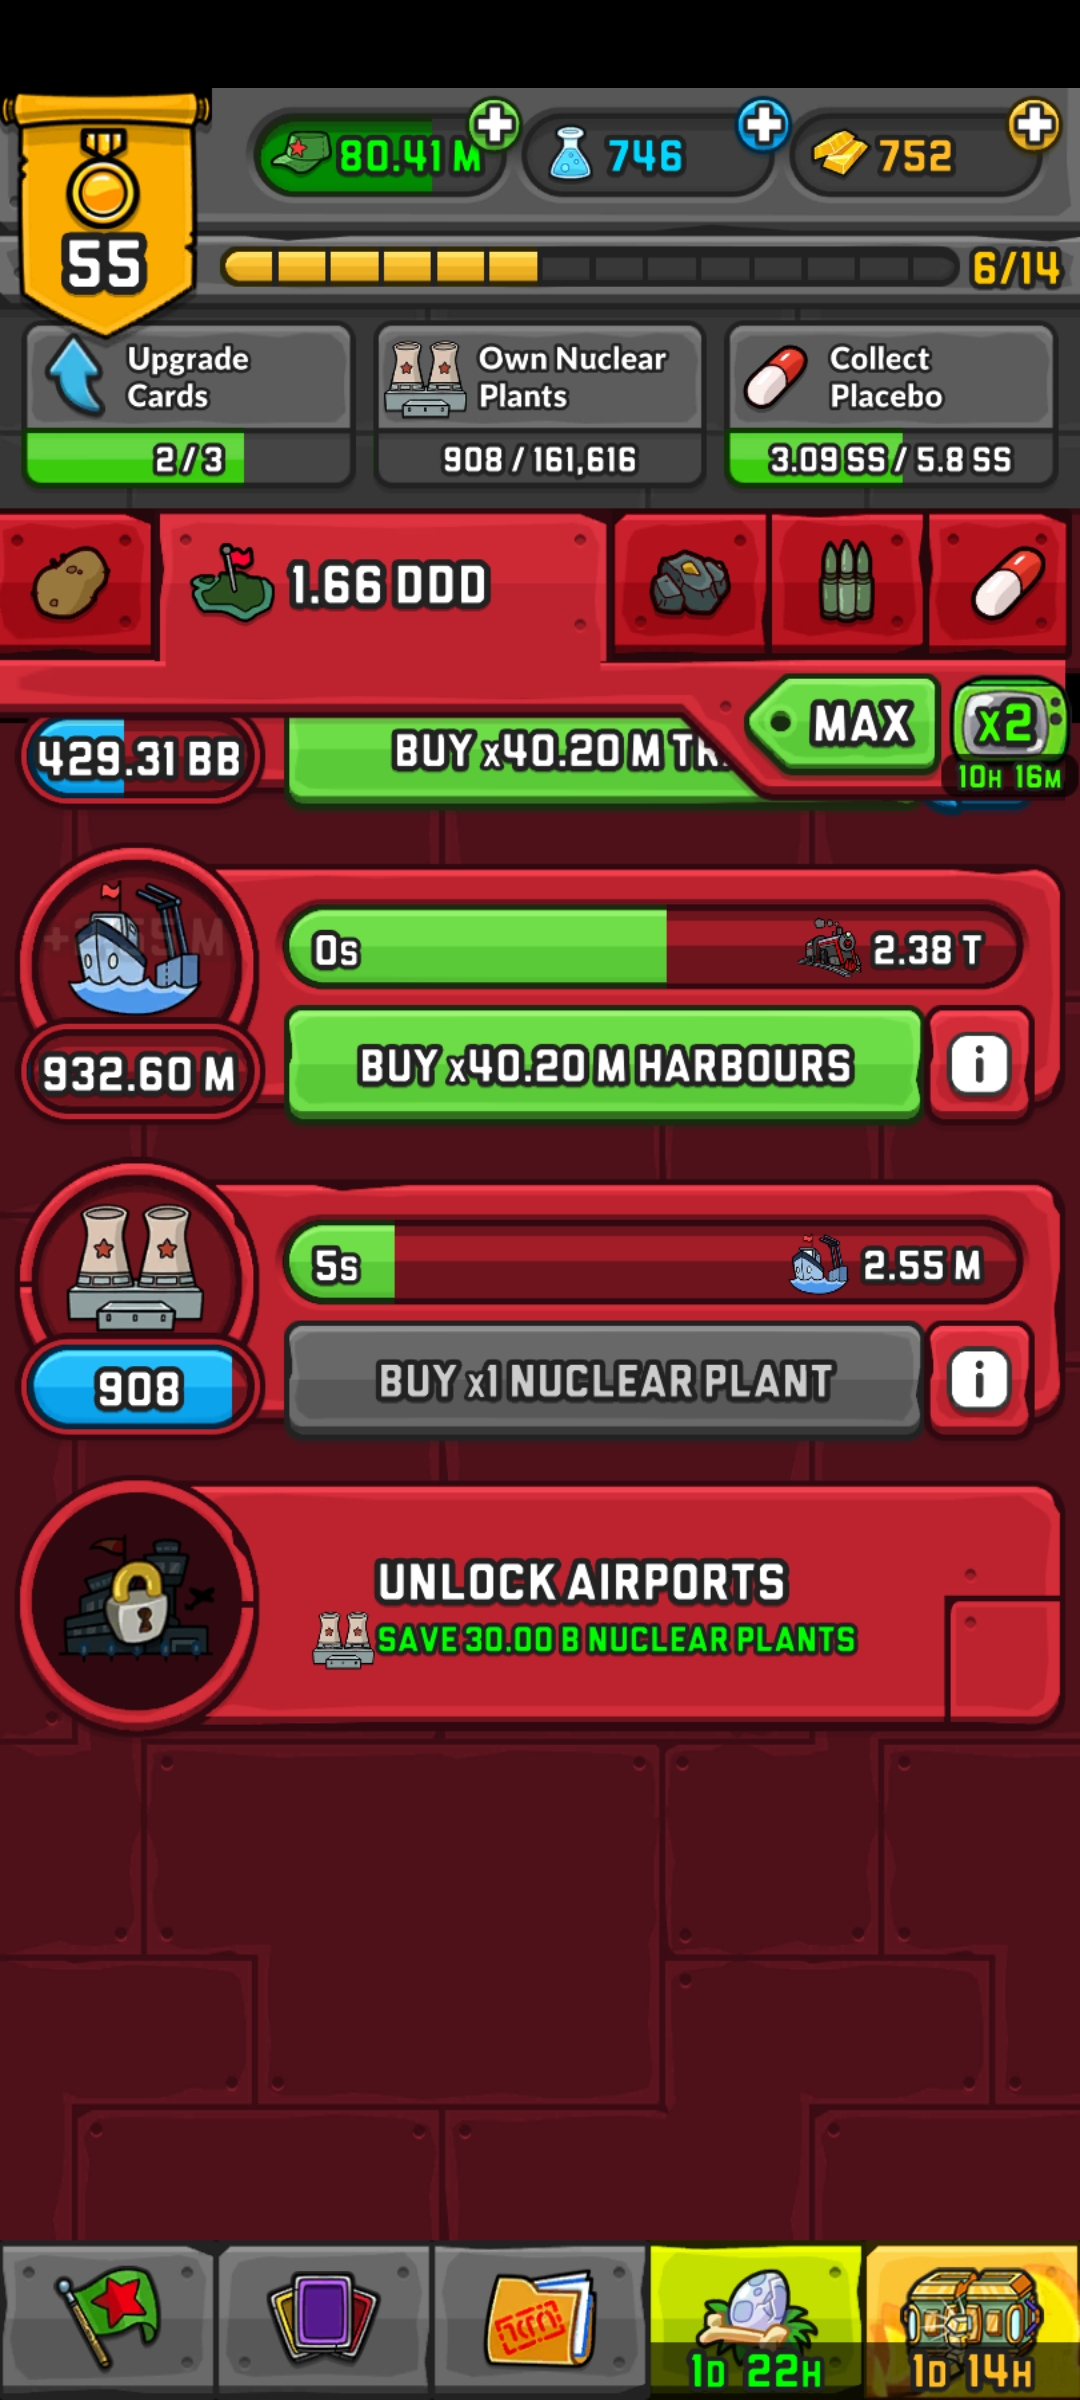 55
80.41 M
746
752
6/14
Upgrade
Cards
2/3
Own Nuclear
Plants
908 / 161,616
Collect
Placebo
3.09 SS / 5.8 SS
1.66 DDD
MAX
x2
10H 16M
429.31 BB
BUY x40.20 M
0s
2.38 T
932.60 M
BUY x40.20 M HARBOURS
i
5s
2.55 M
908
BUY x1 NUCLEAR PLANT
i
UNLOCK AIRPORTS
SAVE 30.00 B NUCLEAR PLANTS
1D 22H
1D 14H